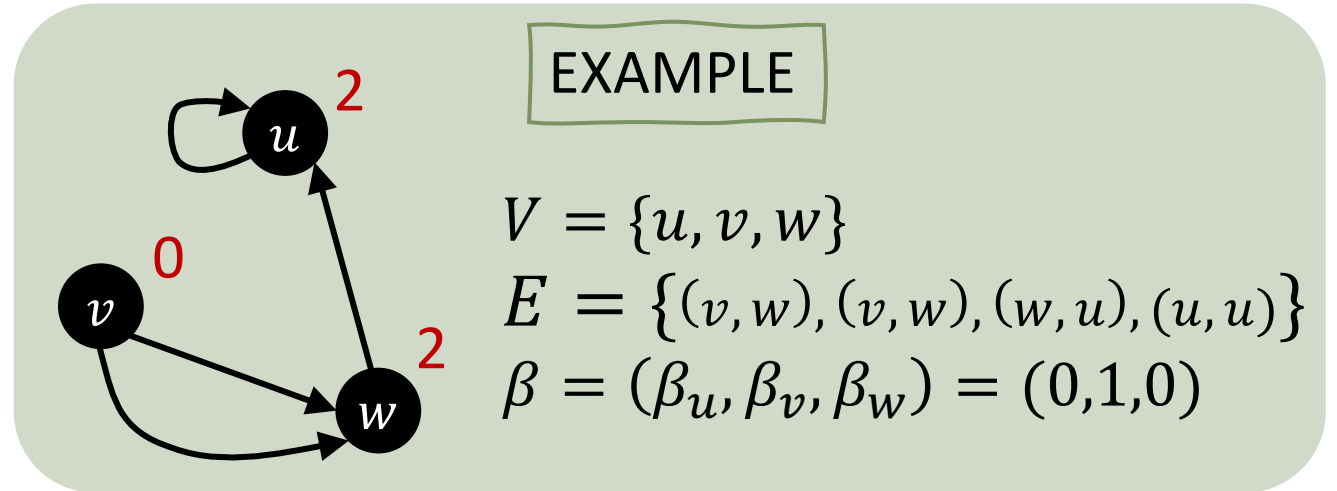 EXAMPLE
2
u
0
v
2
w
V = {u, v, w}
E = {(v, w), (v, w), (w, u), (u, u)}
β = (β_u, β_v, β_w) = (0,1,0)